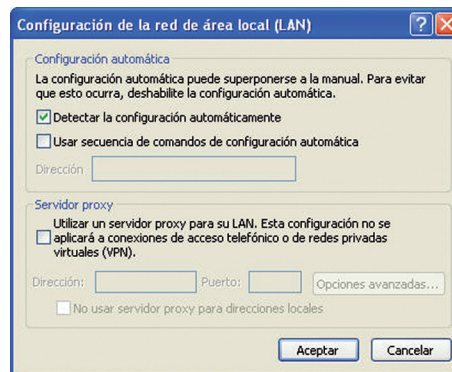 Configuración de la red de área local (LAN)
Configuración automática
La configuración automática puede superponerse a la manual. Para evitar
que esto ocurra, deshabilite la configuración automática.
Detectar la configuración automáticamente
Usar secuencia de comandos de configuración automática
Dirección
Servidor proxy
Utilizar un servidor proxy para su LAN. Esta configuración no se
aplicará a conexiones de acceso telefónico o de redes privadas
virtuales (VPN).
Dirección: Puerto: Opciones avanzadas...
No usar servidor proxy para direcciones locales
Aceptar Cancelar